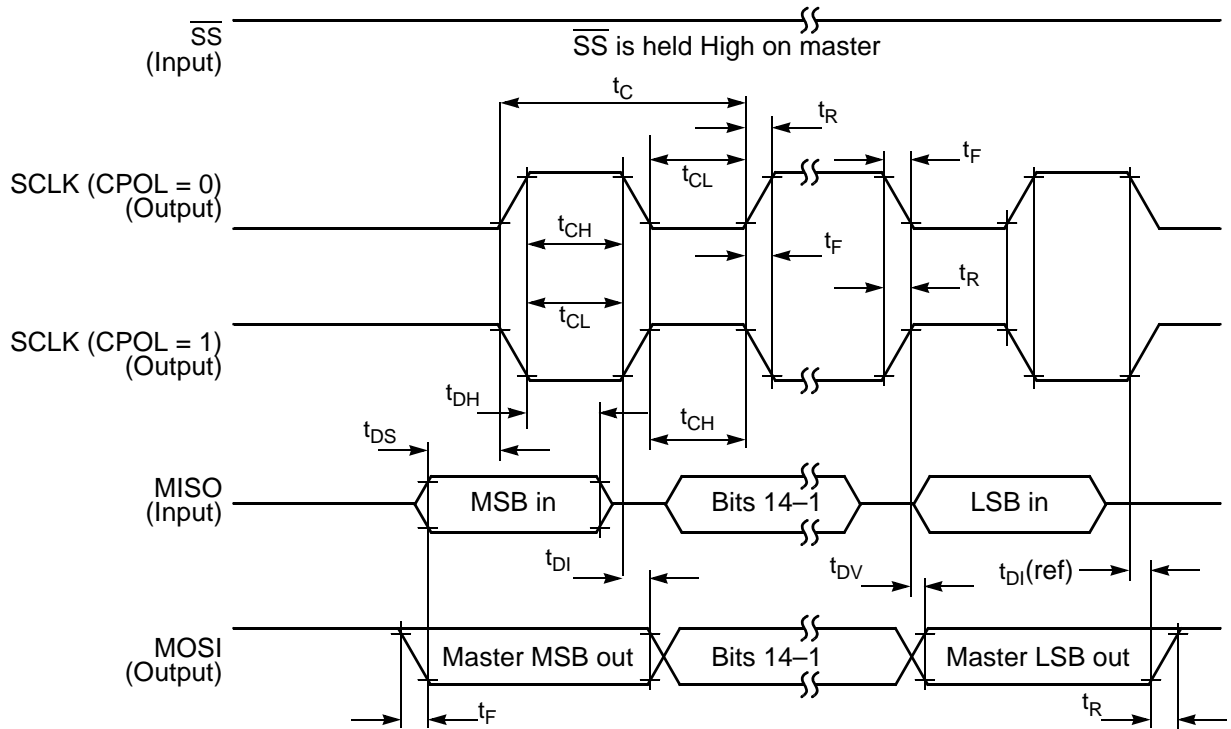 SS
(Input)
SS is held High on master
tC
tR
tF
SCLK (CPOL = 0)
(Output)
tCL
tCH
tF
tR
tCL
SCLK (CPOL = 1)
(Output)
tDH
tCH
tDS
MISO
(Input)
MSB in
Bits 14–1
LSB in
tDI
tDV
tDI(ref)
MOSI
(Output)
Master MSB out
Bits 14–1
Master LSB out
tF
tR